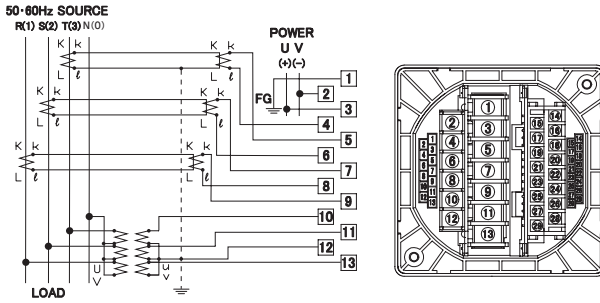 50·60Hz SOURCE
R(1) S(2) T(3) N(0)
K k
L ℓ
K k
L ℓ
K k
L ℓ
K k
L ℓ
K k
L ℓ
K k
L ℓ
POWER
U V
(+)(-)
FG
1
2
3
4
5
6
7
8
9
10
11
12
13
U
V
u
v
LOAD
①
②
③
④
⑤
⑥
⑦
⑧
⑨
⑩
⑪
⑫
⑬
⑭
⑮
⑯
⑰
⑱
⑲
⑳
㉑
㉒
㉓
㉔
㉕
㉖
㉗
㉘
㉙